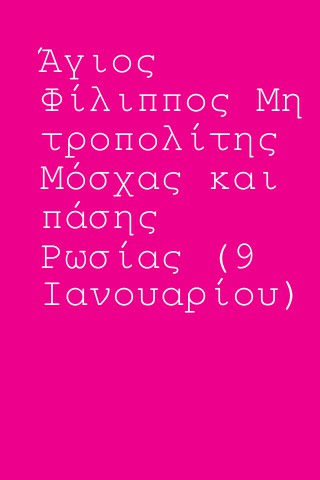 Άγιος
Φίλιππος Μη
τροπολίτης
Μόσχας και
πάσης
Ρωσίας (9
Ιανουαρίου)